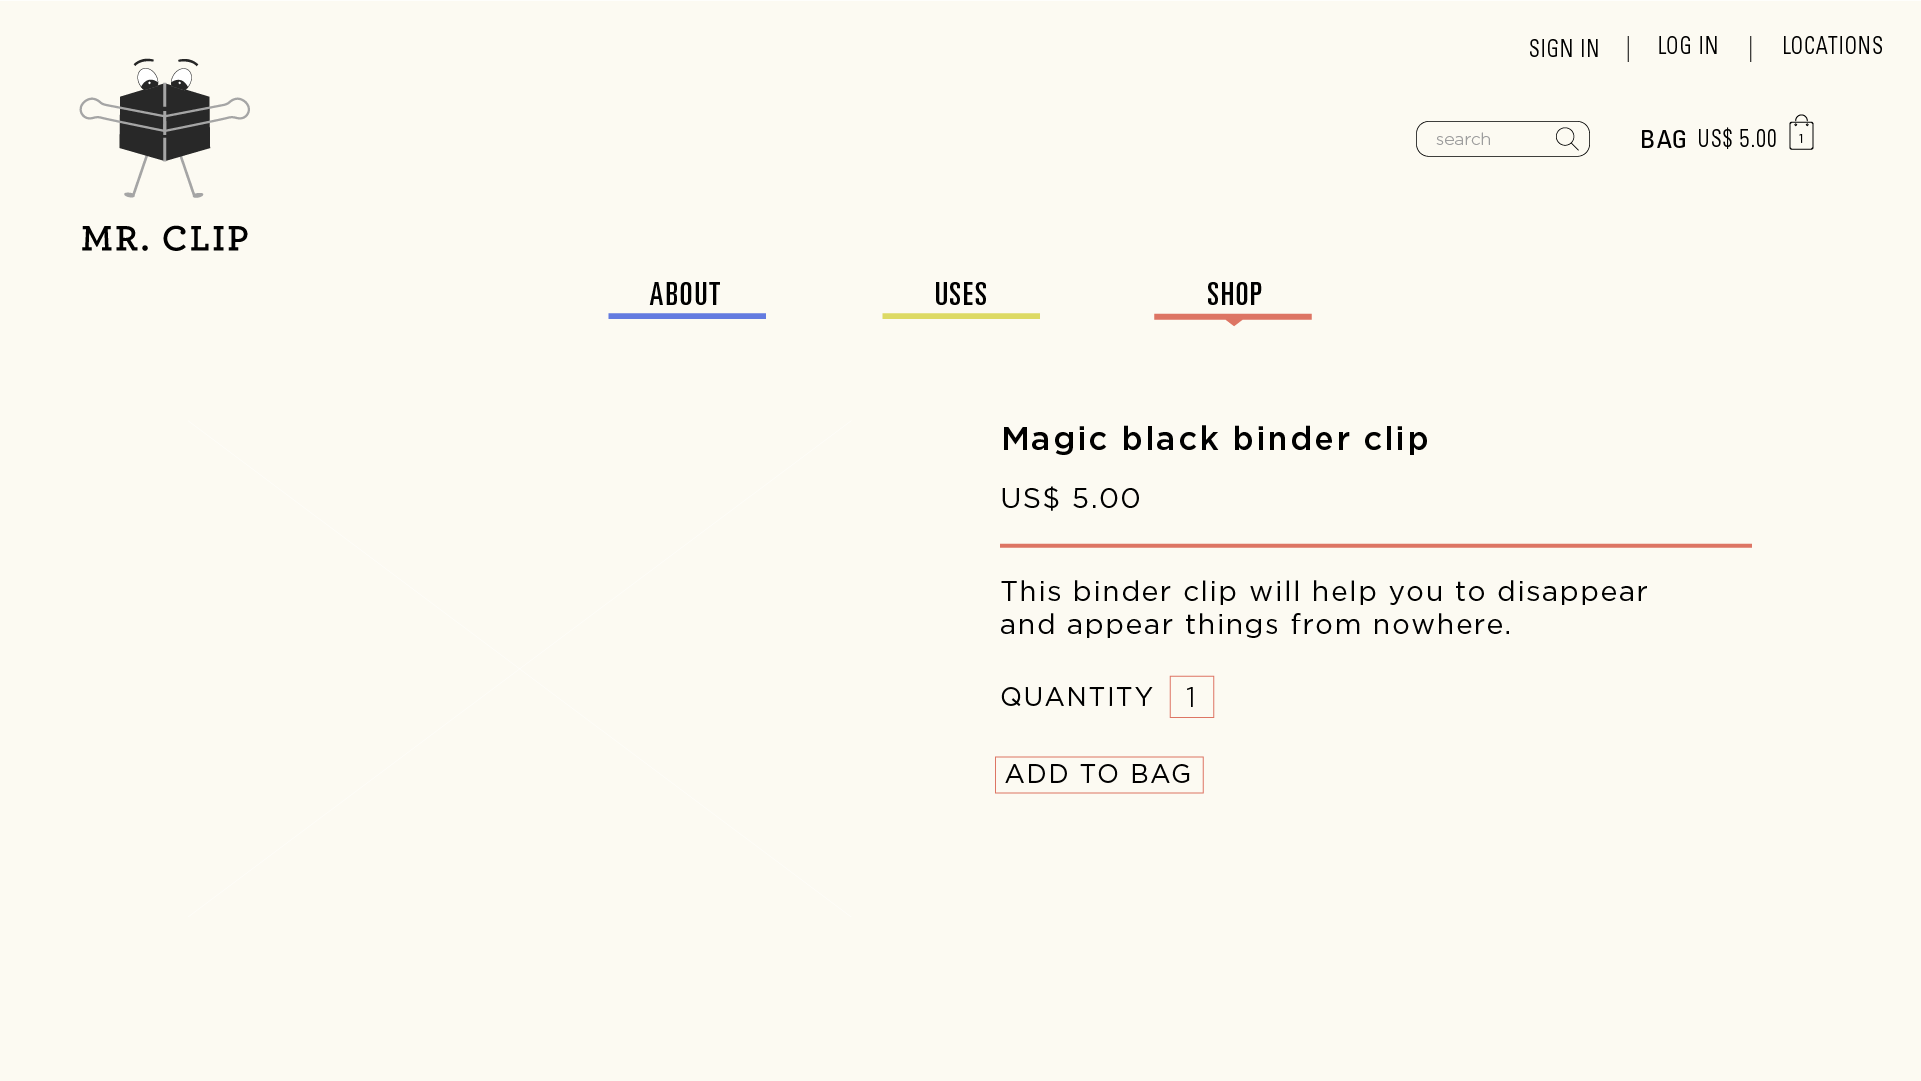 SIGN IN | LOG IN | LOCATIONS
search
BAG US$ 5.00 1
MR. CLIP
ABOUT USES SHOP
Magic black binder clip
US$ 5.00
This binder clip will help you to disappear
and appear things from nowhere.
QUANTITY 1
ADD TO BAG